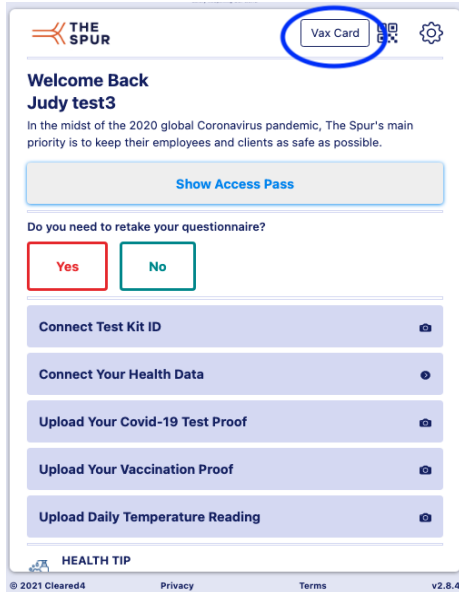 THE
SPUR
Vax Card
Welcome Back
Judy test3
In the midst of the 2020 global Coronavirus pandemic, The Spur's main
priority is to keep their employees and clients as safe as possible.
Show Access Pass
Do you need to retake your questionnaire?
Yes
No
Connect Test Kit ID
Connect Your Health Data
Upload Your Covid-19 Test Proof
Upload Your Vaccination Proof
Upload Daily Temperature Reading
HEALTH TIP
© 2021 Cleared4
Privacy
Terms
v2.8.4